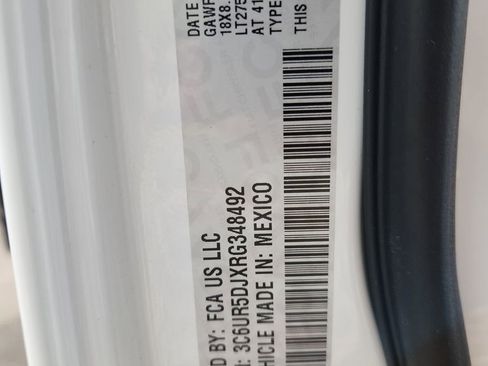 D BY: FCA US LLC
N: 3C6UR5DJXRG348492
HICLE MADE IN: MEXICO
DATE
GAWR
18X8.
LT275
AT 41
TYPE
THIS